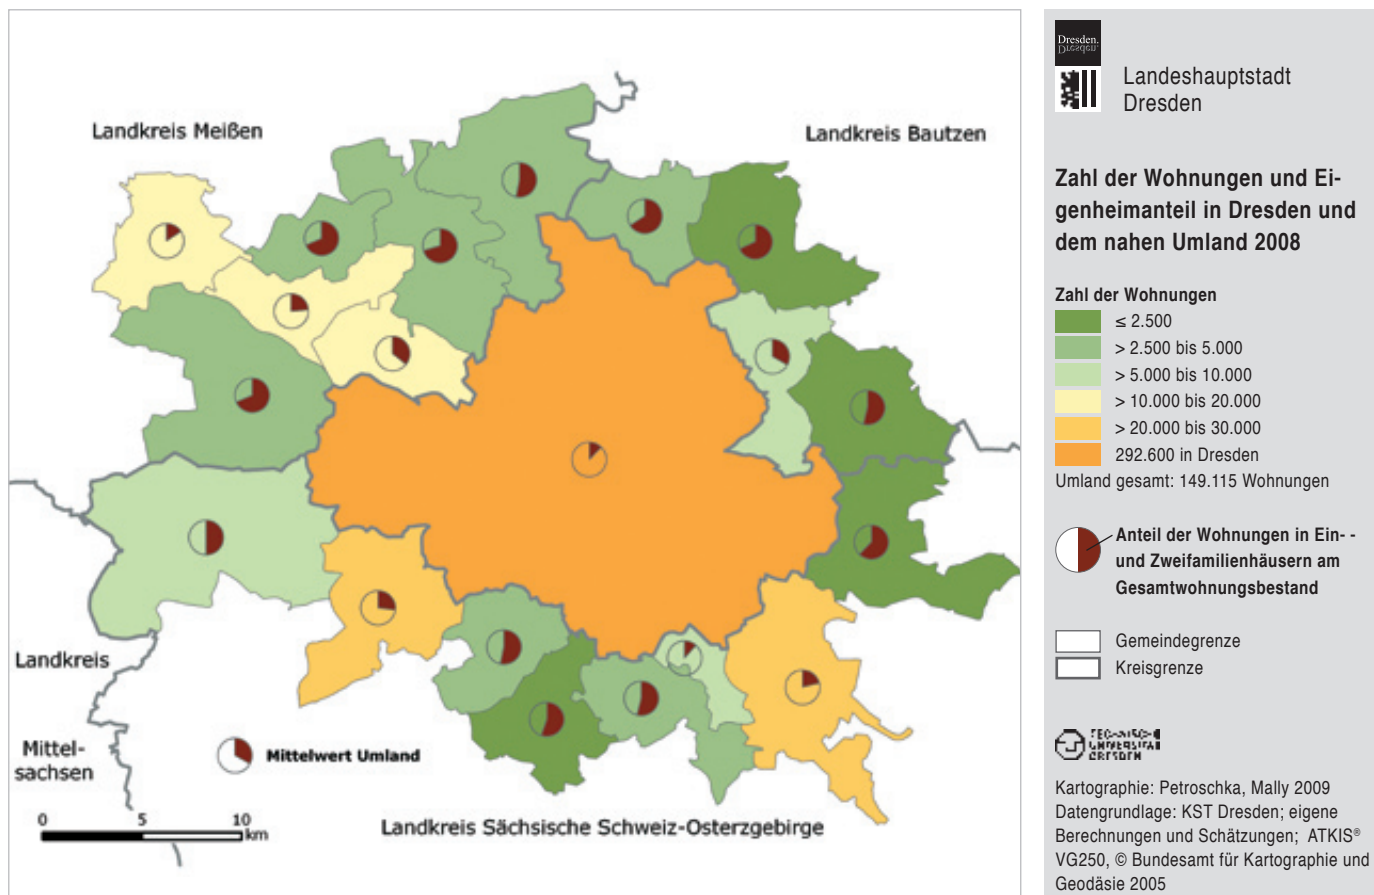 Landkreis Meißen
Landkreis Bautzen
Landkreis
Mittel-
sachsen
Mittelwert Umland
0 5 10
km
Landkreis Sächsische Schweiz-Osterzgebirge
Dresden.
Dresden.
Landeshauptstadt
Dresden
Zahl der Wohnungen und Ei-
genheimanteil in Dresden und
dem nahen Umland 2008
Zahl der Wohnungen
≤ 2.500
> 2.500 bis 5.000
> 5.000 bis 10.000
> 10.000 bis 20.000
> 20.000 bis 30.000
292.600 in Dresden
Umland gesamt: 149.115 Wohnungen
Anteil der Wohnungen in Ein- -
und Zweifamilienhäusern am
Gesamtwohnungsbestand
Gemeindegrenze
Kreisgrenze
TECHNISCHE
UNIVERSITÄT
DRESDEN
Kartographie: Petroschka, Mally 2009
Datengrundlage: KST Dresden; eigene
Berechnungen und Schätzungen; ATKIS®
VG250, © Bundesamt für Kartographie und
Geodäsie 2005